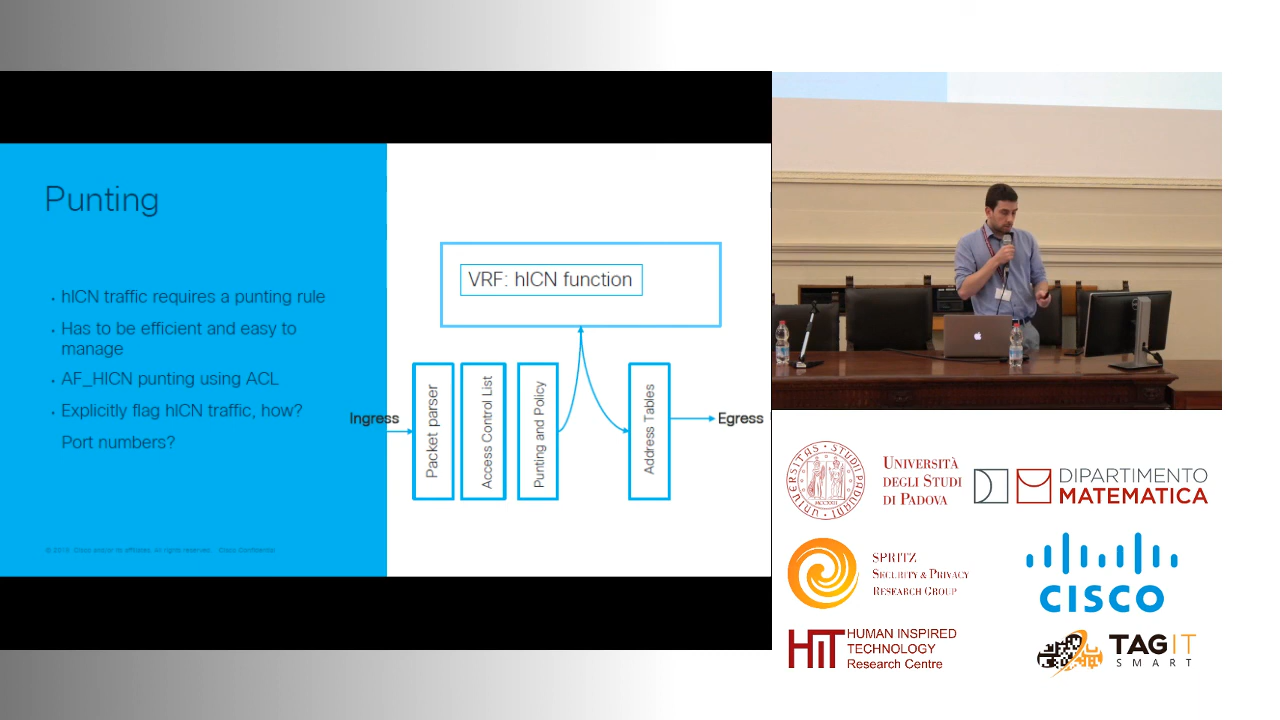 Punting
· hICN traffic requires a punting rule
· Has to be efficient and easy to
manage
· AF_HICN punting using ACL
· Explicitly flag hICN traffic, how?
Port numbers?
VRF: hICN function
Ingress
Packet parser
Access Control List
Punting and Policy
Address Tables
Egress
UNIVERSITÀ
DEGLI STUDI
DI PADOVA
DIPARTIMENTO
MATEMATICA
SPRITZ
SECURITY & PRIVACY
RESEARCH GROUP
CISCO
HIT HUMAN INSPIRED
TECHNOLOGY
Research Centre
TAGIT
SMART